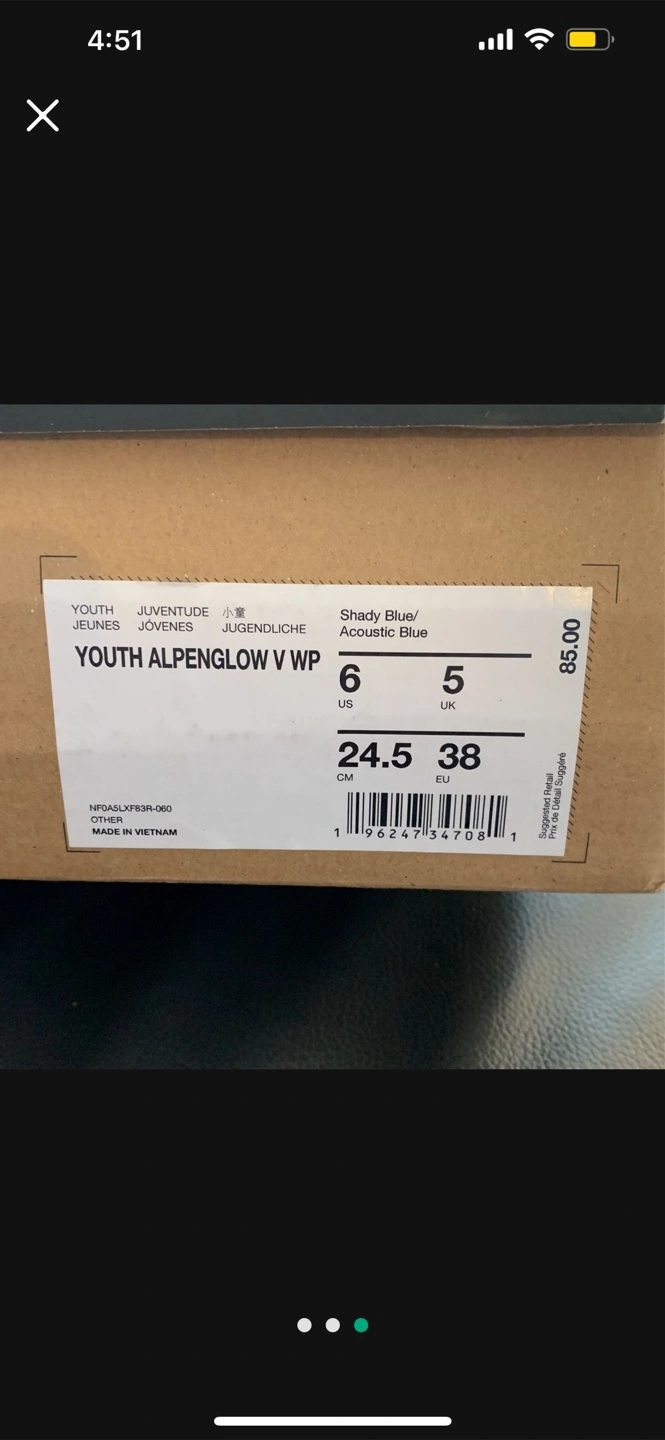 4:51
YOUTH JUVENTUDE 小童
JEUNES JÓVENES JUGENDLICHE
YOUTH ALPENGLOW V WP
Shady Blue/
Acoustic Blue
6 5
US UK
24.5 38
CM EU
NF0A5LXF83R-060
OTHER
MADE IN VIETNAM
1 96247 34708 1
85.00
Suggested Retail
Prix de Détail Suggéré